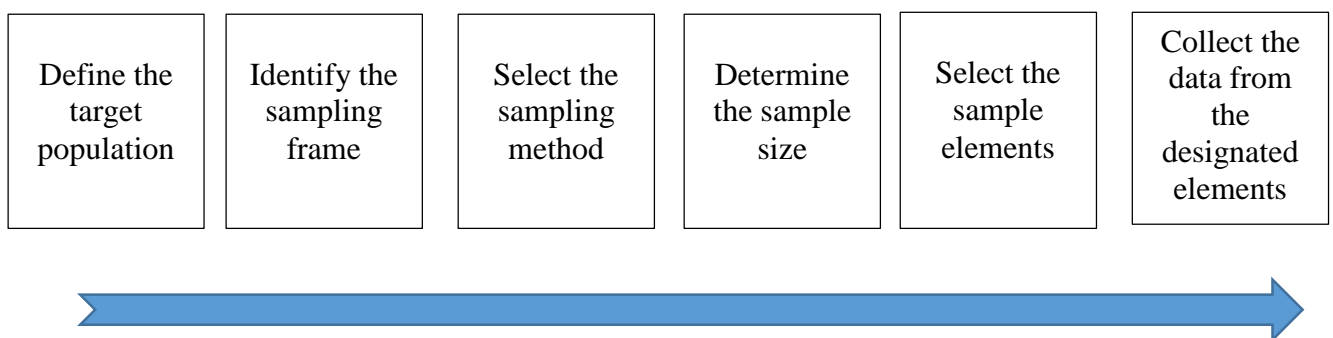 Define the
target
population
Identify the
sampling
frame
Select the
sampling
method
Determine
the sample
size
Select the
sample
elements
Collect the
data from
the
designated
elements